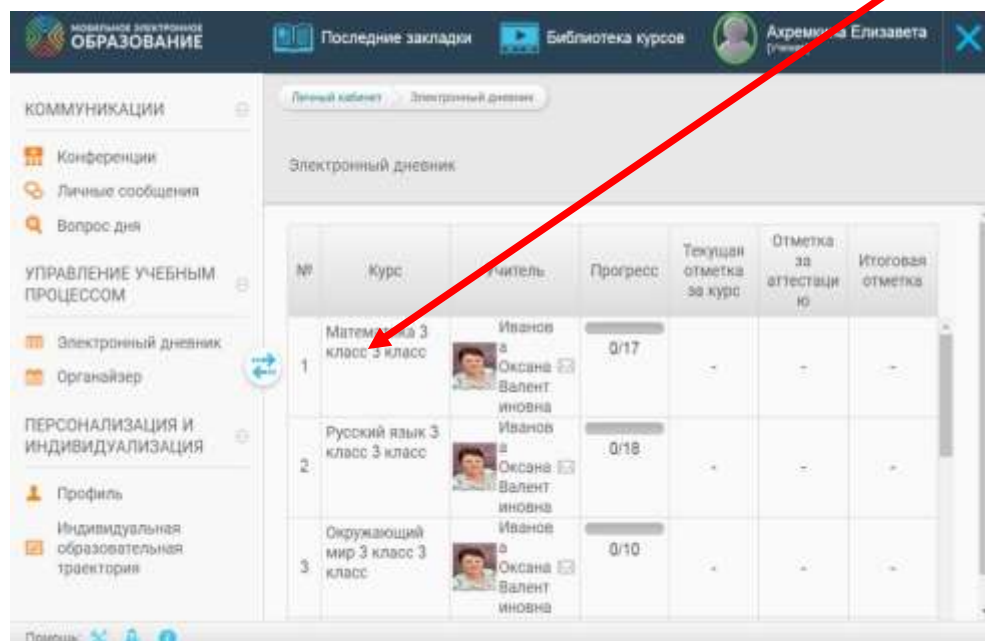 МОБИЛЬНОЕ ЭЛЕКТРОННОЕ
ОБРАЗОВАНИЕ
Последние закладки
Библиотека курсов
Елизавета
КОММУНИКАЦИИ
Конференции
Личные сообщения
Вопрос дня
УПРАВЛЕНИЕ УЧЕБНЫМ
ПРОЦЕССОМ
Электронный дневник
Органайзер
ПЕРСОНАЛИЗАЦИЯ И
ИНДИВИДУАЛИЗАЦИЯ
Профиль
Индивидуальная
образовательная
траектория
Помощь:
Личный кабинет
Электронный дневник
Электронный дневник
№
Курс
Учитель
Прогресс
Текущая
отметка
за курс
Отметка
за
аттестаци
ю
Итоговая
отметка
1
Математика 3
класс 3 класс
Иванов
а
Оксана
Валент
иновна
0/17
-
-
-
2
Русский язык 3
класс 3 класс
Иванов
а
Оксана
Валент
иновна
0/18
-
-
-
3
Окружающий
мир 3 класс 3
класс
Иванов
а
Оксана
Валент
иновна
0/10
-
-
-